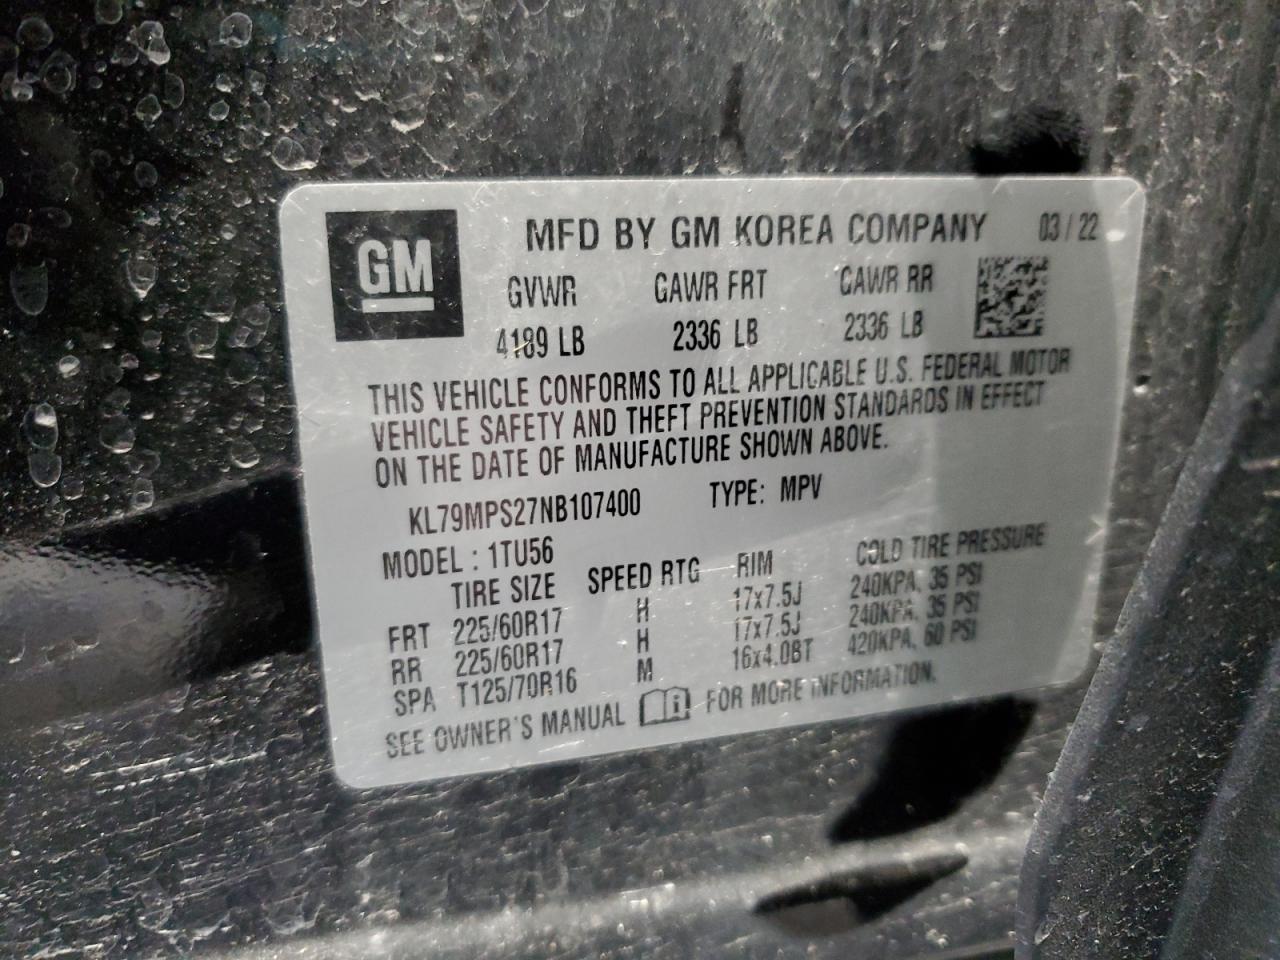 GM
MFD BY GM KOREA COMPANY 03/22
GVWR GAWR FRT GAWR RR
4189 LB 2336 LB 2336 LB
THIS VEHICLE CONFORMS TO ALL APPLICABLE U.S. FEDERAL MOTOR
VEHICLE SAFETY AND THEFT PREVENTION STANDARDS IN EFFECT
ON THE DATE OF MANUFACTURE SHOWN ABOVE.
KL79MPS27NB107400 TYPE: MPV
MODEL : 1TU56
TIRE SIZE SPEED RTG RIM COLD TIRE PRESSURE
FRT 225/60R17 H 17x7.5J 240KPA, 35 PSI
RR 225/60R17 H 17x7.5J 240KPA, 35 PSI
SPA T125/70R16 M 16x4.0BT 420KPA, 60 PSI
SEE OWNER'S MANUAL FOR MORE INFORMATION.